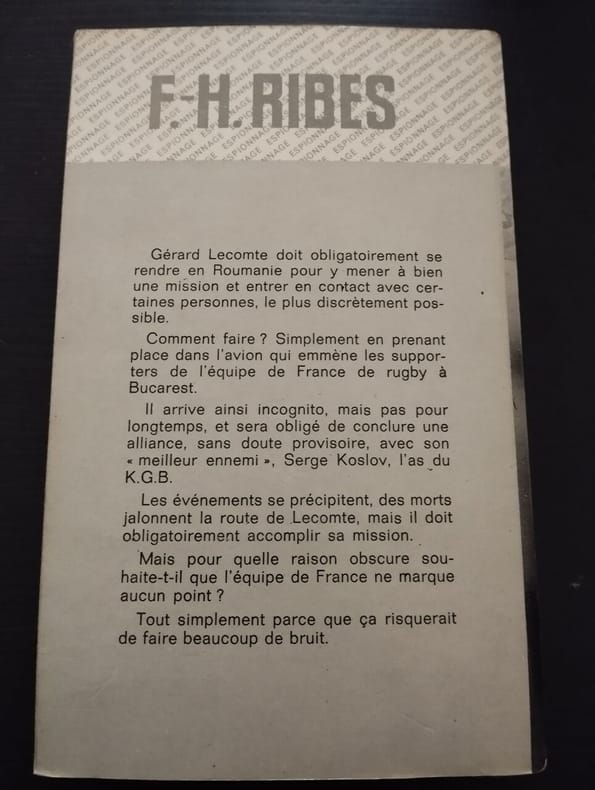 F.-H. RIBES
Gérard Lecomte doit obligatoirement se
rendre en Roumanie pour y mener à bien
une mission et entrer en contact avec cer-
taines personnes, le plus discrètement pos-
sible.
Comment faire ? Simplement en prenant
place dans l'avion qui emmène les suppor-
ters de l'équipe de France de rugby à
Bucarest.
Il arrive ainsi incognito, mais pas pour
longtemps, et sera obligé de conclure une
alliance, sans doute provisoire, avec son
« meilleur ennemi », Serge Koslov, l'as du
K.G.B.
Les événements se précipitent, des morts
jalonnent la route de Lecomte, mais il doit
obligatoirement accomplir sa mission.
Mais pour quelle raison obscure sou-
haite-t-il que l'équipe de France ne marque
aucun point ?
Tout simplement parce que ça risquerait
de faire beaucoup de bruit.